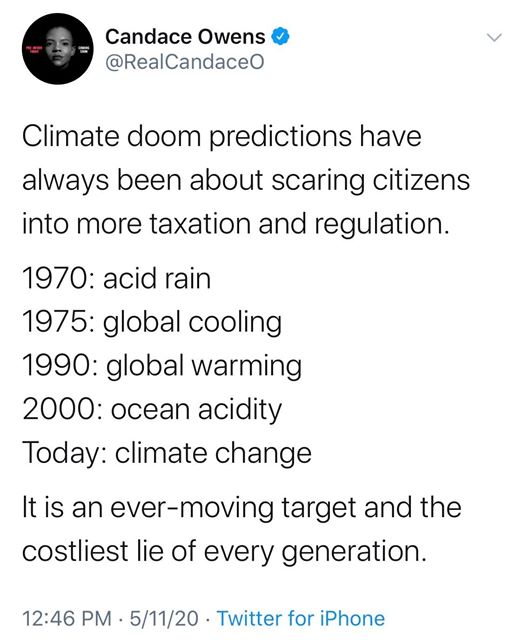 Candace Owens
@RealCandaceO
Climate doom predictions have
always been about scaring citizens
into more taxation and regulation.
1970: acid rain
1975: global cooling
1990: global warming
2000: ocean acidity
Today: climate change
It is an ever-moving target and the
costliest lie of every generation.
12:46 PM · 5/11/20 · Twitter for iPhone